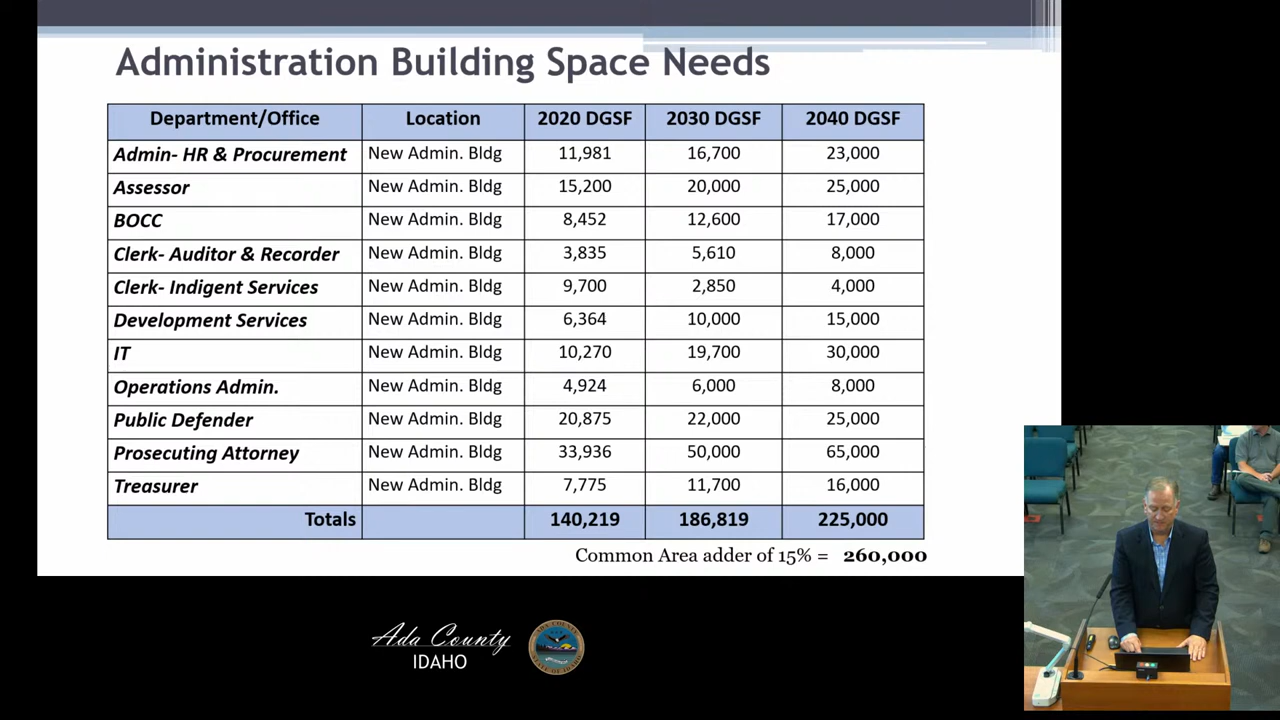 Administration Building Space Needs
Department/Office Location 2020 DGSF 2030 DGSF 2040 DGSF
Admin- HR & Procurement New Admin. Bldg 11,981 16,700 23,000
Assessor New Admin. Bldg 15,200 20,000 25,000
BOCC New Admin. Bldg 8,452 12,600 17,000
Clerk- Auditor & Recorder New Admin. Bldg 3,835 5,610 8,000
Clerk- Indigent Services New Admin. Bldg 9,700 2,850 4,000
Development Services New Admin. Bldg 6,364 10,000 15,000
IT New Admin. Bldg 10,270 19,700 30,000
Operations Admin. New Admin. Bldg 4,924 6,000 8,000
Public Defender New Admin. Bldg 20,875 22,000 25,000
Prosecuting Attorney New Admin. Bldg 33,936 50,000 65,000
Treasurer New Admin. Bldg 7,775 11,700 16,000
Totals 140,219 186,819 225,000
Common Area adder of 15% = 260,000
Ada County
IDAHO